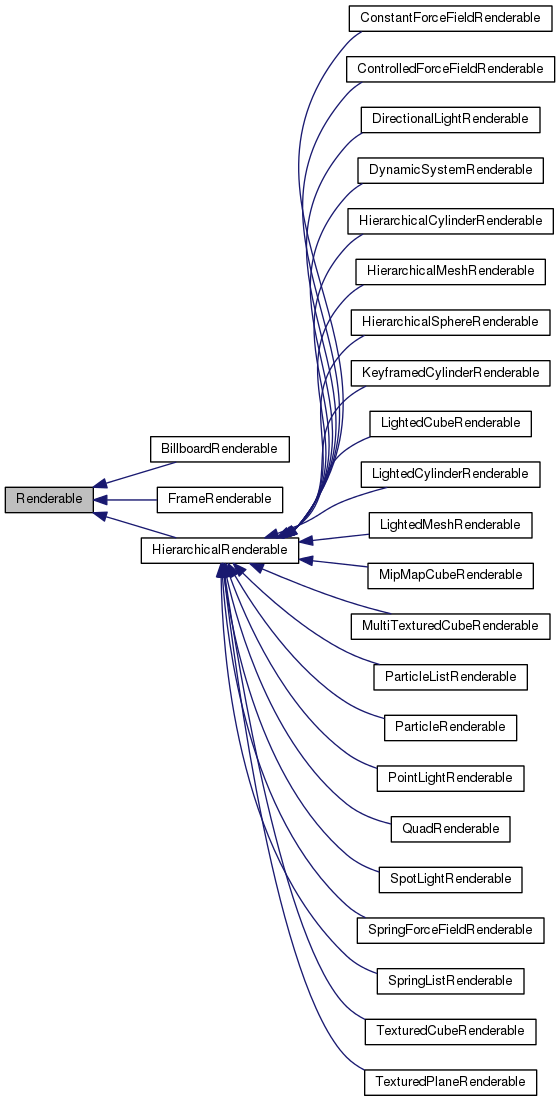 ConstantForceFieldRenderable
ControlledForceFieldRenderable
DirectionalLightRenderable
DynamicSystemRenderable
HierarchicalCylinderRenderable
HierarchicalMeshRenderable
HierarchicalSphereRenderable
KeyframedCylinderRenderable
LightedCubeRenderable
BillboardRenderable
LightedCylinderRenderable
Renderable
FrameRenderable
LightedMeshRenderable
HierarchicalRenderable
MipMapCubeRenderable
MultiTexturedCubeRenderable
ParticleListRenderable
ParticleRenderable
PointLightRenderable
QuadRenderable
SpotLightRenderable
SpringForceFieldRenderable
SpringListRenderable
TexturedCubeRenderable
TexturedPlaneRenderable